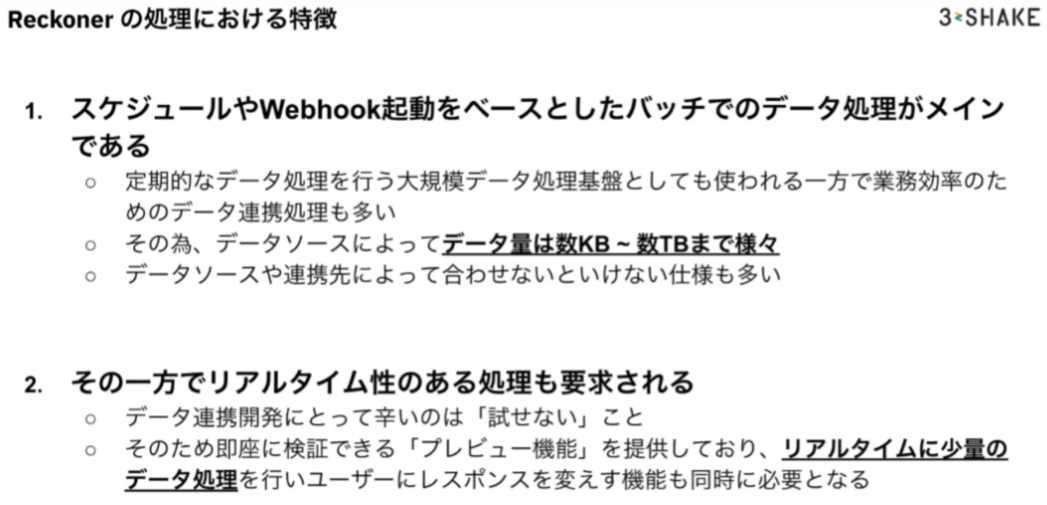 Reckoner の処理における特徴
3-SHAKE
1. スケジュールやWebhook起動をベースとしたバッチでのデータ処理がメイン
である
○ 定期的なデータ処理を行う大規模データ処理基盤としても使われる一方で業務効率のた
めのデータ連携処理も多い
○ その為、データソースによってデータ量は数KB ~ 数TBまで様々
○ データソースや連携先によって合わせないといけない仕様も多い
2. その一方でリアルタイム性のある処理も要求される
○ データ連携開発にとって辛いのは「試せない」こと
○ そのため即座に検証できる「プレビュー機能」を提供しており、リアルタイムに少量の
データ処理を行いユーザーにレスポンスを変えす機能も同時に必要となる